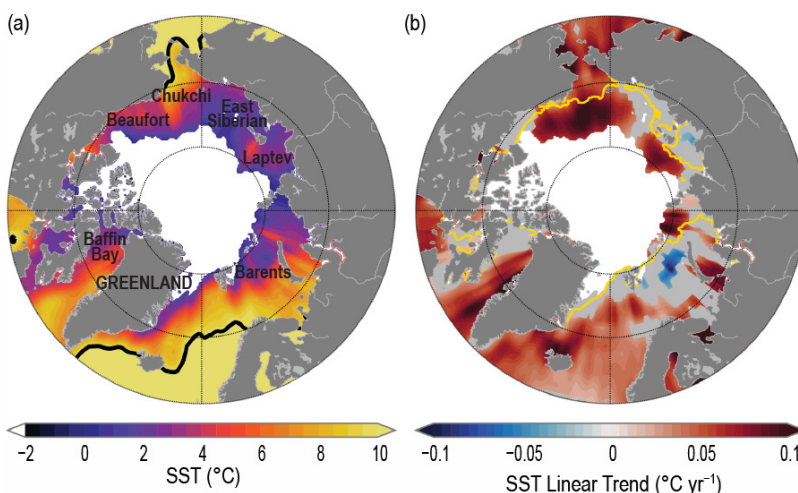 (a)
(b)
Chukchi
East
Beaufort
Siberian
Laptev
Baffin
Bay
Barents
GREENLAND
−2 0 2 4 6 8 10
SST (°C)
−0.1 −0.05 0 0.05 0.1
SST Linear Trend (°C yr⁻¹)